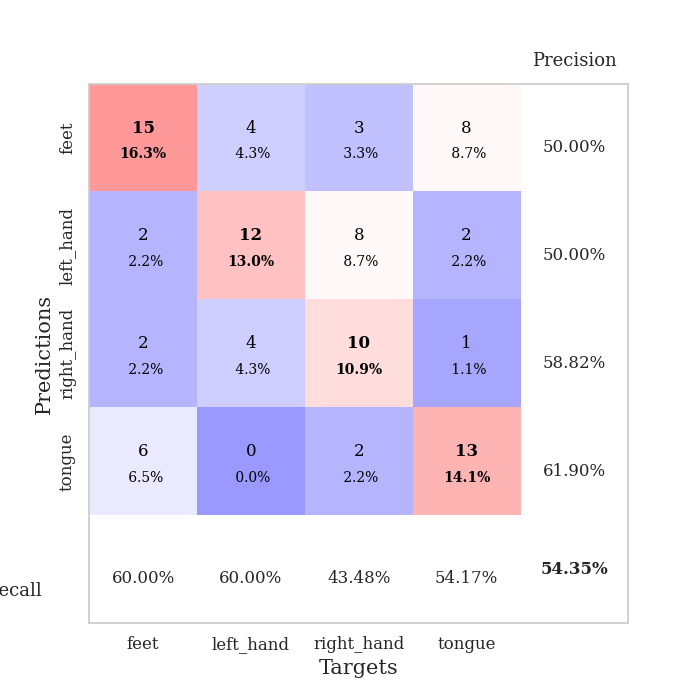 Precision
feet
15 4 3 8
16.3% 4.3% 3.3% 8.7%
50.00%
left_hand
2 12 8 2
2.2% 13.0% 8.7% 2.2%
50.00%
right_hand
2 4 10 1
2.2% 4.3% 10.9% 1.1%
58.82%
tongue
6 0 2 13
6.5% 0.0% 2.2% 14.1%
61.90%
Predictions
ecall
60.00% 60.00% 43.48% 54.17%
54.35%
feet left_hand right_hand tongue
Targets